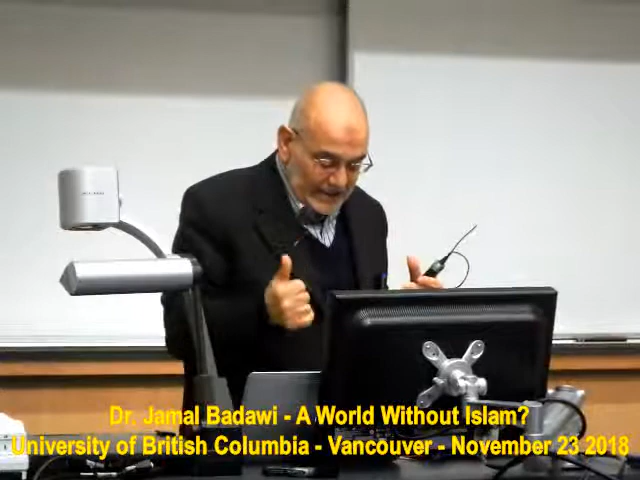 Dr. Jamal Badawi - A World Without Islam?
University of British Columbia - Vancouver - November 23 2018